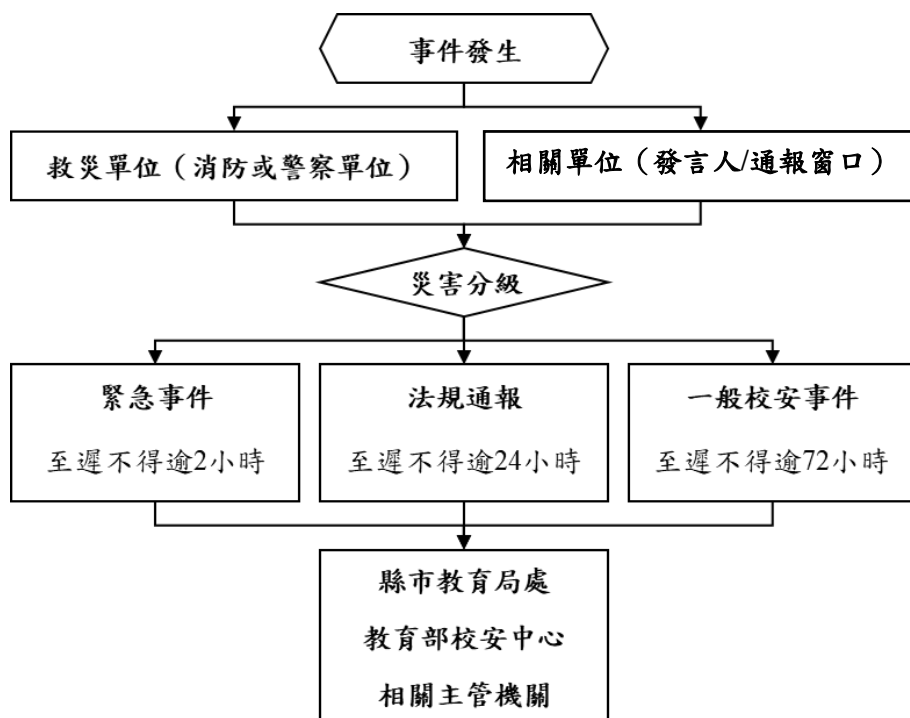 事件發生
救災單位（消防或警察單位）
相關單位（發言人/通報窗口）
災害分級
緊急事件
至遲不得逾2小時
法規通報
至遲不得逾24小時
一般校安事件
至遲不得逾72小時
縣市教育局處
教育部校安中心
相關主管機關